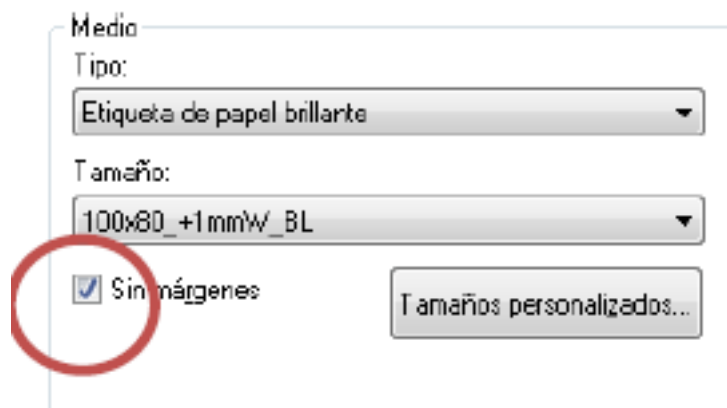 Medio
Tipo:
Etiqueta de papel brillante
Tamaño:
100x80_+1mmW_BL
Sin márgenes
Tamaños personalizados...